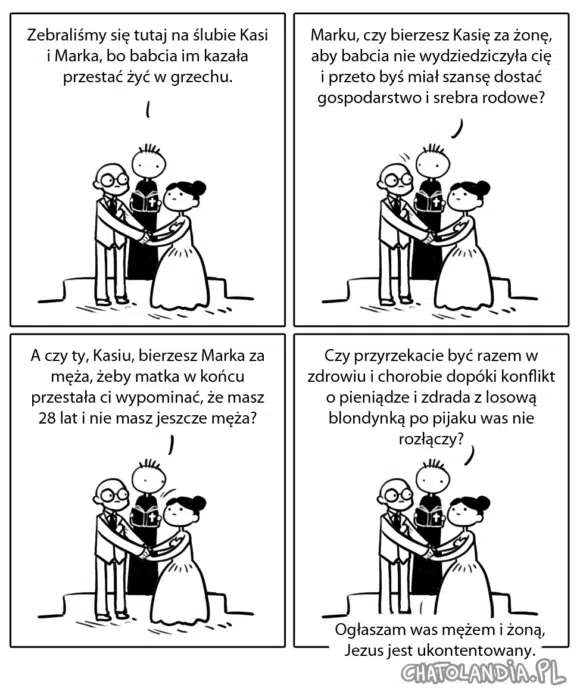 Zebraliśmy się tutaj na ślubie Kasi
i Marka, bo babcia im kazała
przestać żyć w grzechu.
Marku, czy bierzesz Kasię za żonę,
aby babcia nie wydziedziczyła cię
i przeto byś miał szansę dostać
gospodarstwo i srebra rodowe?
A czy ty, Kasiu, bierzesz Marka za
męża, żeby matka w końcu
przestała ci wypominać, że masz
28 lat i nie masz jeszcze męża?
Czy przyrzekacie być razem w
zdrowiu i chorobie dopóki konflikt
o pieniądze i zdrada z losową
blondynką po pijaku was nie
rozłączy?
Ogłaszam was mężem i żoną,
Jezus jest ukontentowany.
CHATOLANDIA.PL